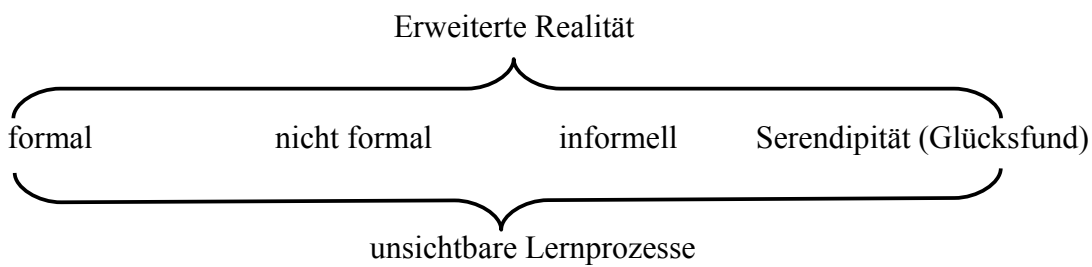 Erweiterte Realität
formal nicht formal informell Serendipität (Glücksfund)
unsichtbare Lernprozesse